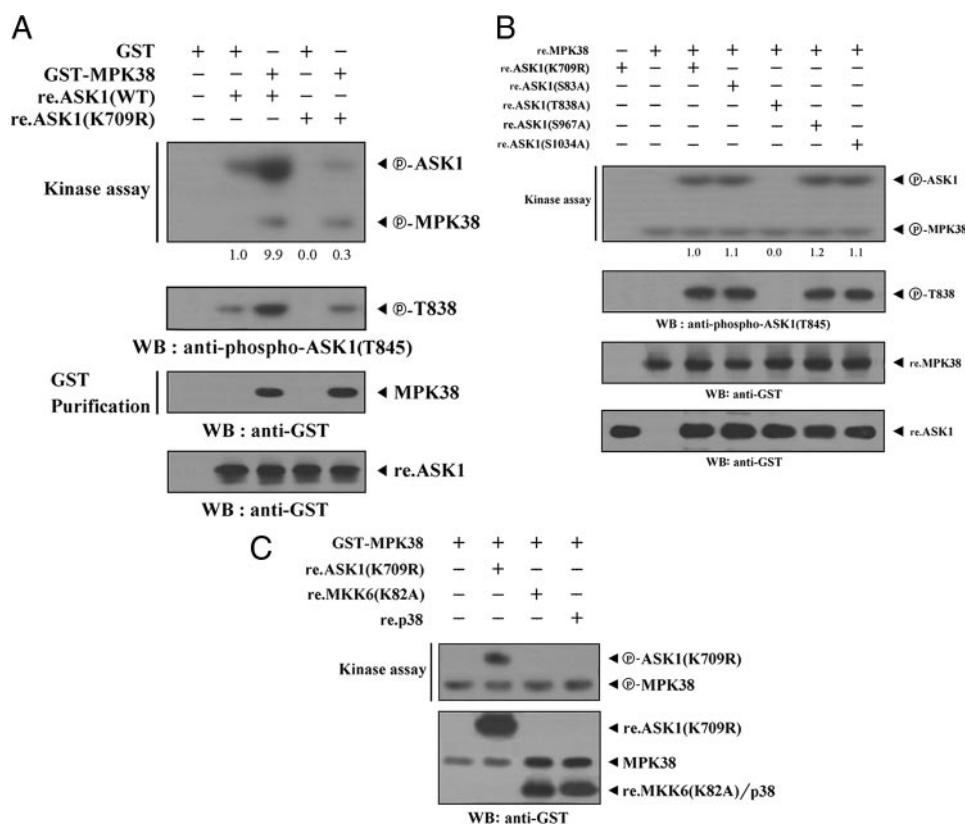 A
GST + + + + +
GST-MPK38 − − + − +
re.ASK1(WT) − + + − −
re.ASK1(K709R) − − − + +
Kinase assay
Ⓟ-ASK1
Ⓟ-MPK38
1.0 9.9 0.0 0.3
Ⓟ-T838
WB : anti-phospho-ASK1(T845)
GST
Purification
MPK38
WB : anti-GST
re.ASK1
WB : anti-GST
B
re.MPK38 − + + + + + +
re.ASK1(K709R) + − + − − − −
re.ASK1(S83A) − − − + − − −
re.ASK1(T838A) − − − − + − −
re.ASK1(S967A) − − − − − + −
re.ASK1(S1034A) − − − − − − +
Kinase assay
Ⓟ-ASK1
Ⓟ-MPK38
1.0 1.1 0.0 1.2 1.1
Ⓟ-T838
WB : anti-phospho-ASK1(T845)
re.MPK38
WB: anti-GST
re.ASK1
WB: anti-GST
C
GST-MPK38 + + + +
re.ASK1(K709R) − + − −
re.MKK6(K82A) − − + −
re.p38 − − − +
Kinase assay
Ⓟ-ASK1(K709R)
Ⓟ-MPK38
re.ASK1(K709R)
MPK38
re.MKK6(K82A)/p38
WB: anti-GST